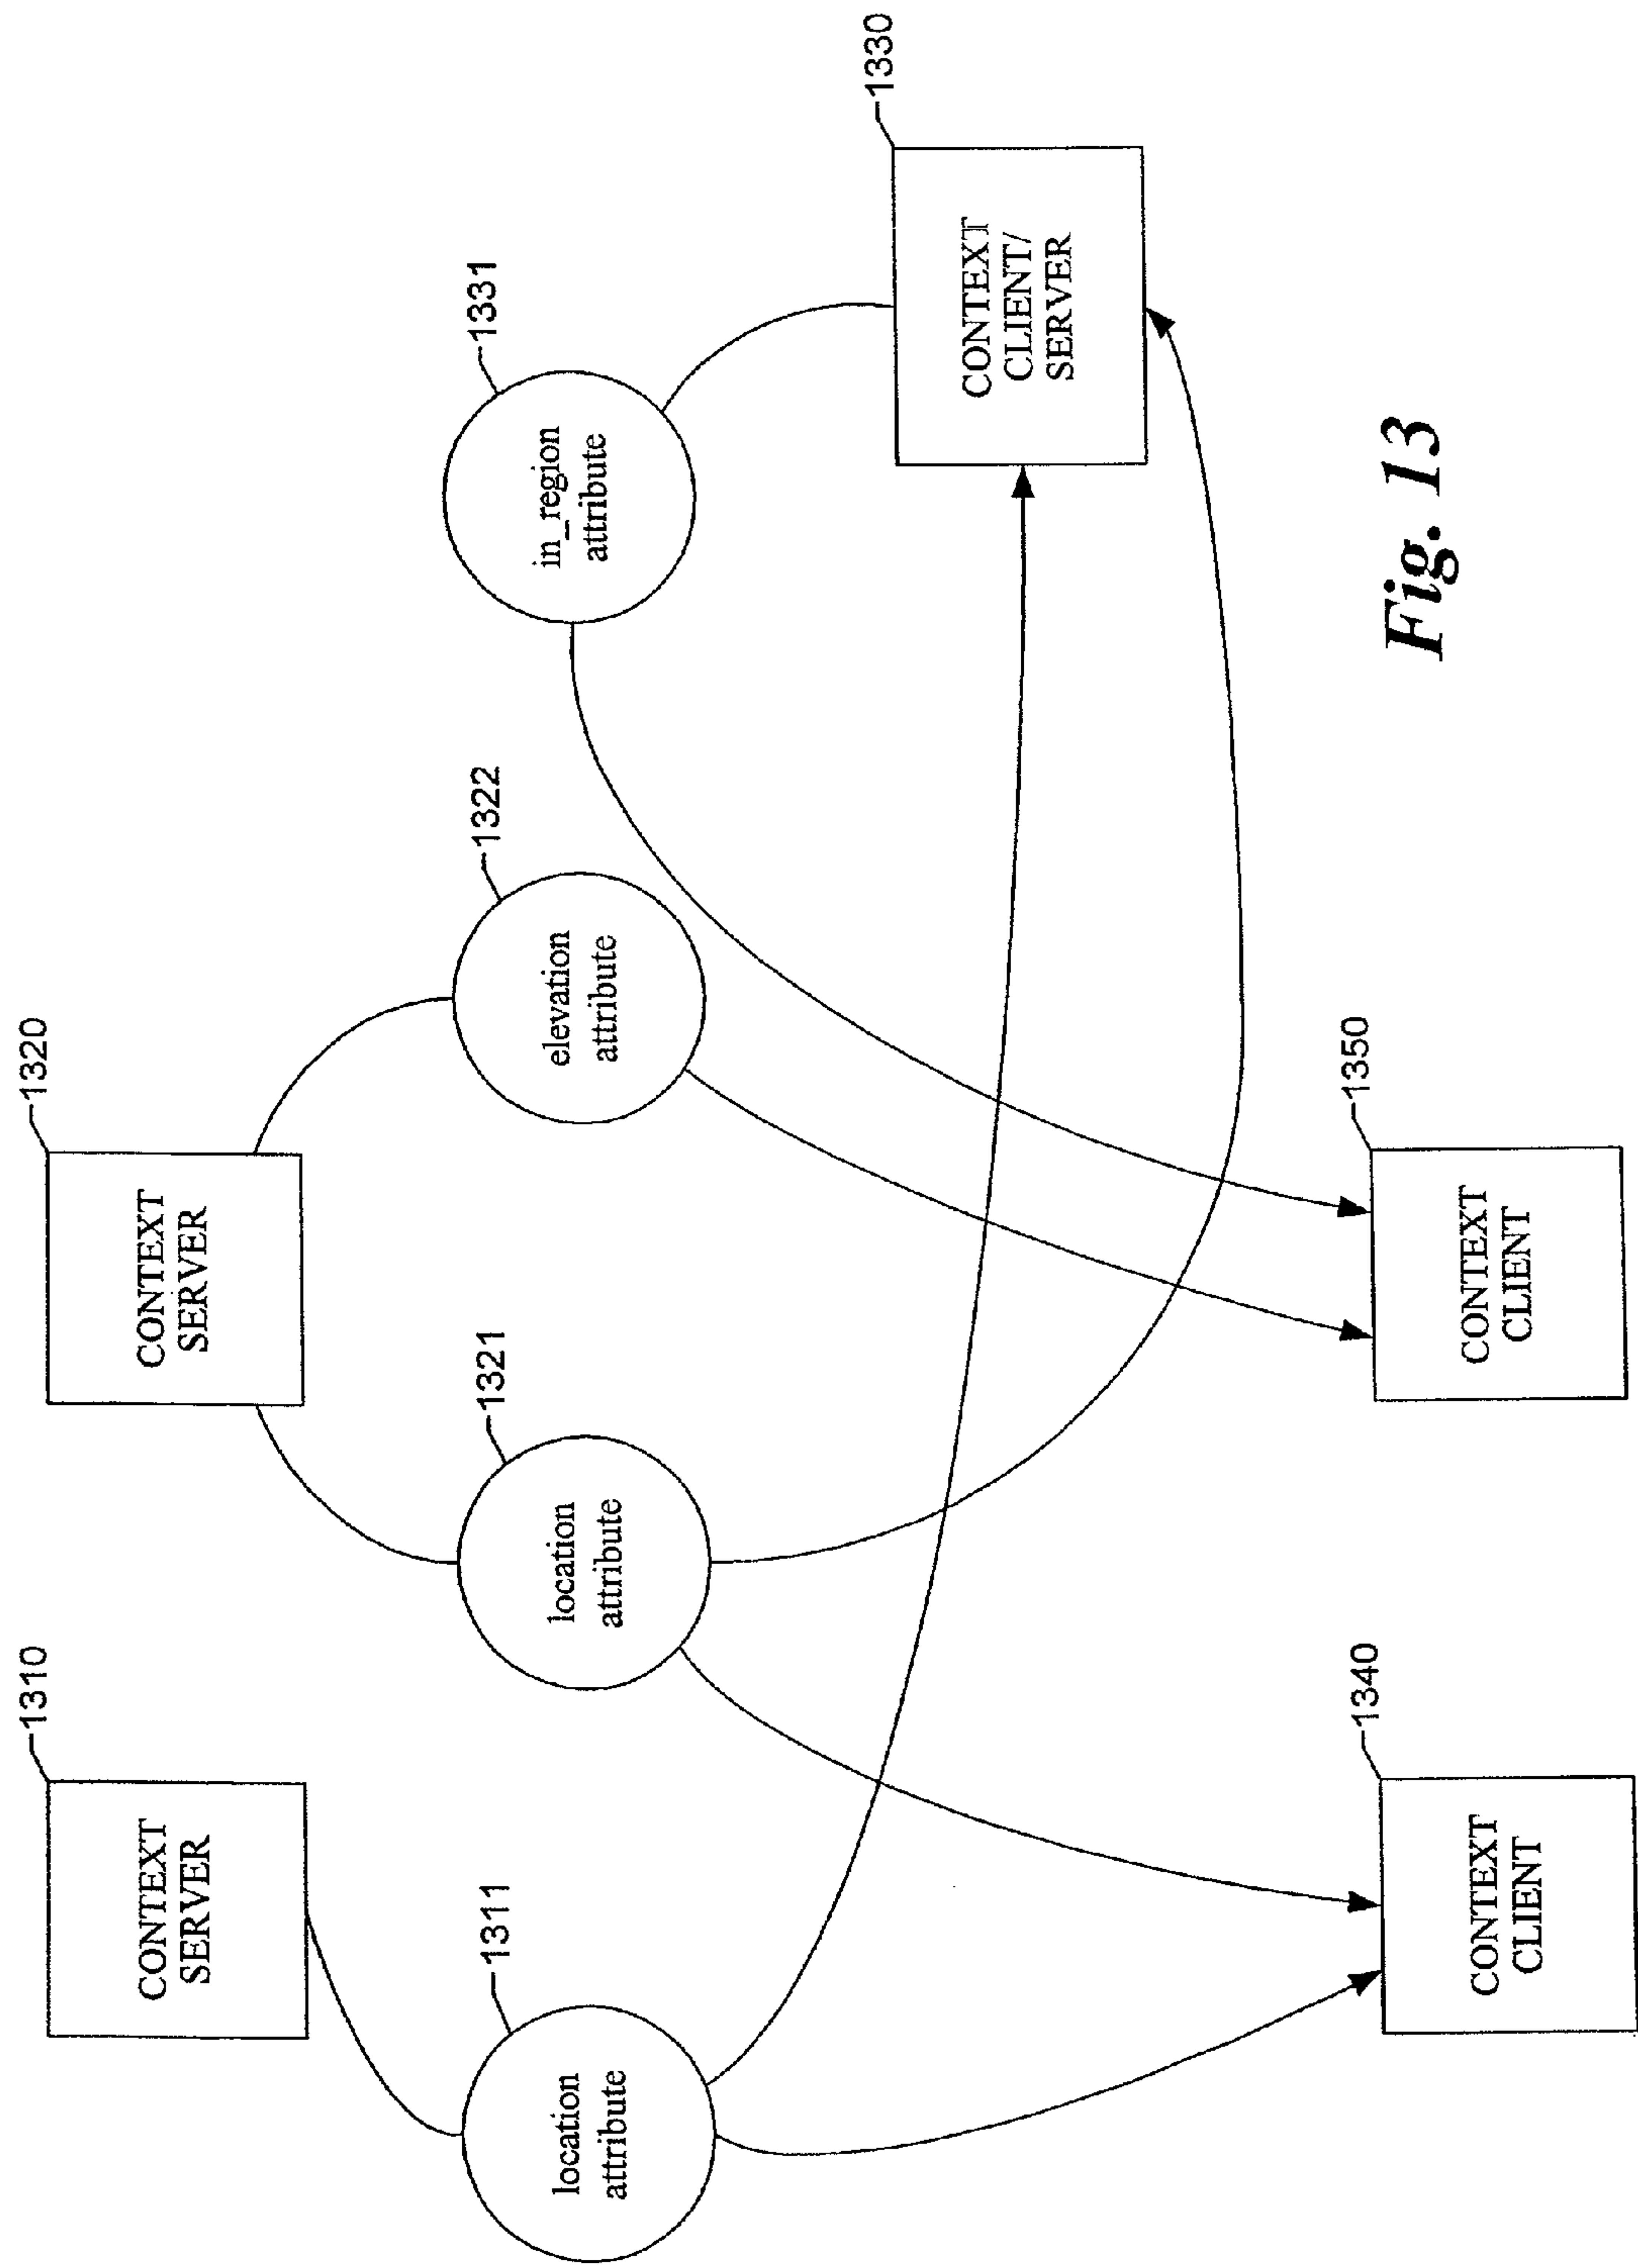 1310
CONTEXT
SERVER
1320
CONTEXT
SERVER
1311
location
attribute
1321
location
attribute
1322
elevation
attribute
1331
in_region
attribute
1330
CONTEXT
CLIENT/
SERVER
1340
CONTEXT
CLIENT
1350
CONTEXT
CLIENT
Fig. 13